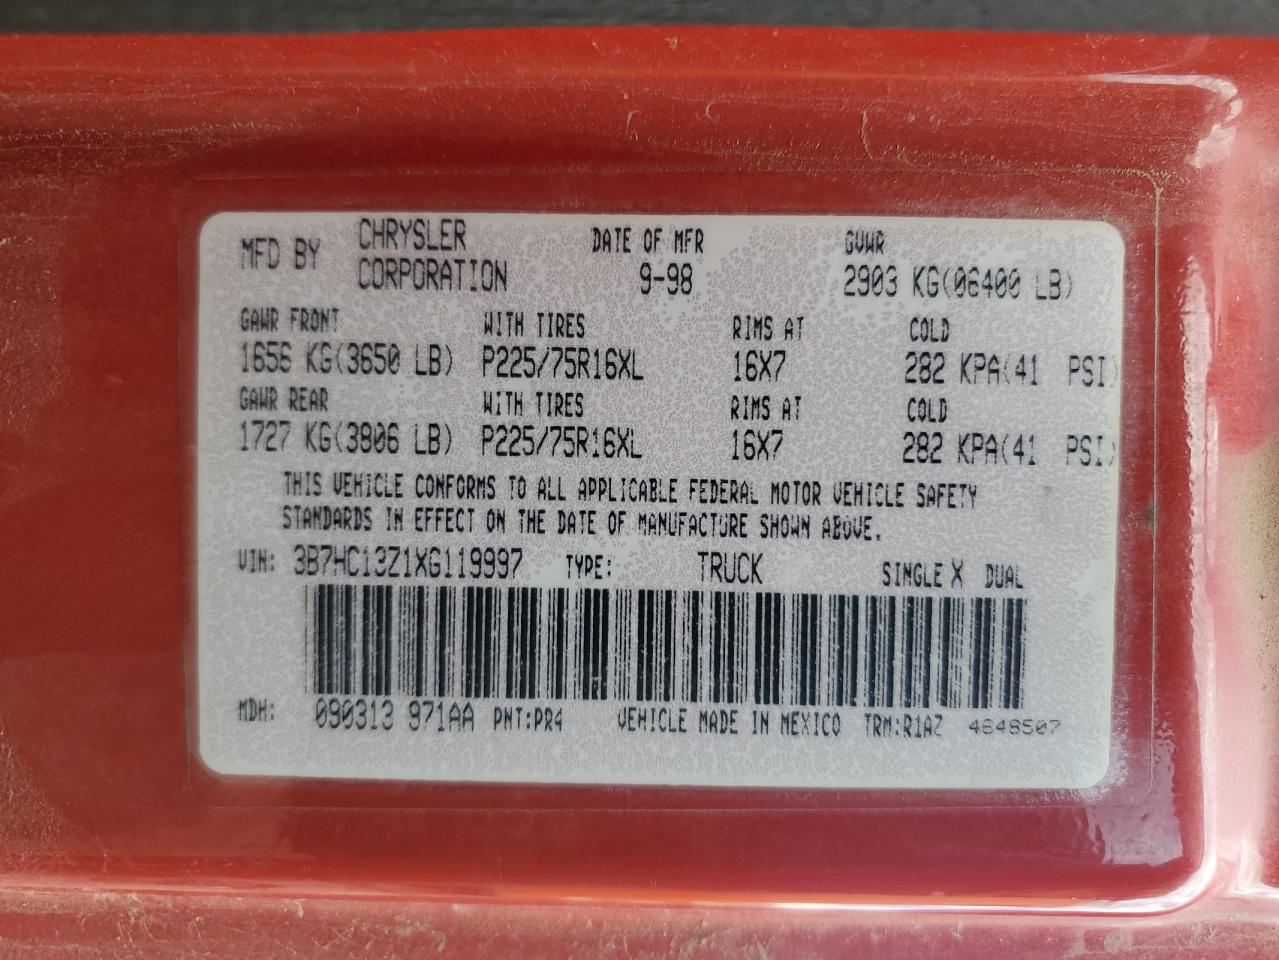 MFD BY CHRYSLER CORPORATION DATE OF MFR 9-98 GVWR 2903 KG(06400 LB)
GAWR FRONT WITH TIRES RIMS AT COLD
1656 KG(3650 LB) P225/75R16XL 16X7 282 KPA(41 PSI)
GAWR REAR WITH TIRES RIMS AT COLD
1727 KG(3806 LB) P225/75R16XL 16X7 282 KPA(41 PSI)
THIS VEHICLE CONFORMS TO ALL APPLICABLE FEDERAL MOTOR VEHICLE SAFETY
STANDARDS IN EFFECT ON THE DATE OF MANUFACTURE SHOWN ABOVE.
VIN: 3B7HC13Z1XG119997 TYPE: TRUCK SINGLE X DUAL
MDH: 090313 971AA PNT:PR4 VEHICLE MADE IN MEXICO TRM:R1AZ 4648507